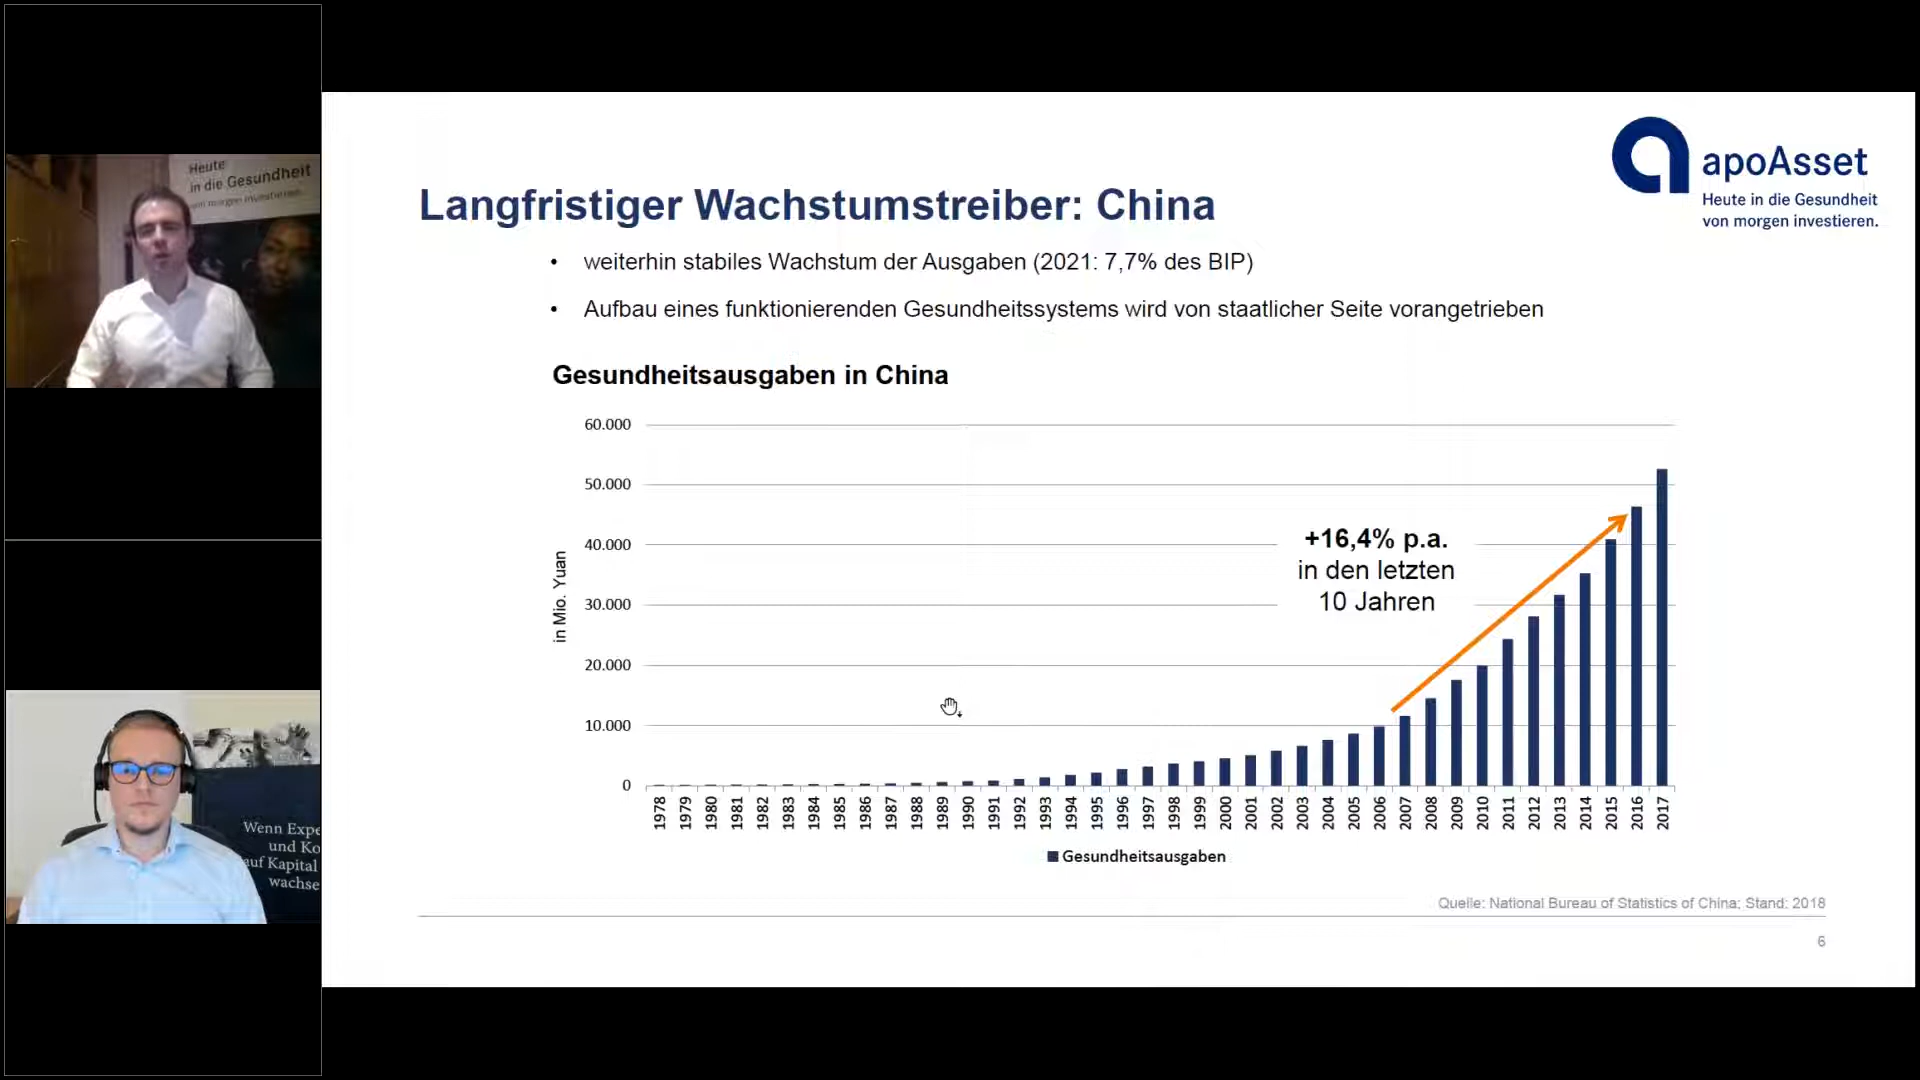 Heute
in die Gesundheit
von morgen investieren.
Wenn Expe
und Ko
auf Kapital
wachse
apoAsset
Heute in die Gesundheit
von morgen investieren.
Langfristiger Wachstumstreiber: China
• weiterhin stabiles Wachstum der Ausgaben (2021: 7,7% des BIP)
• Aufbau eines funktionierenden Gesundheitssystems wird von staatlicher Seite vorangetrieben
Gesundheitsausgaben in China
in Mio. Yuan
60.000
50.000
40.000
30.000
20.000
10.000
0
+16,4% p.a.
in den letzten
10 Jahren
1978 1979 1980 1981 1982 1983 1984 1985 1986 1987 1988 1989 1990 1991 1992 1993 1994 1995 1996 1997 1998 1999 2000 2001 2002 2003 2004 2005 2006 2007 2008 2009 2010 2011 2012 2013 2014 2015 2016 2017
Gesundheitsausgaben
Quelle: National Bureau of Statistics of China; Stand: 2018
6